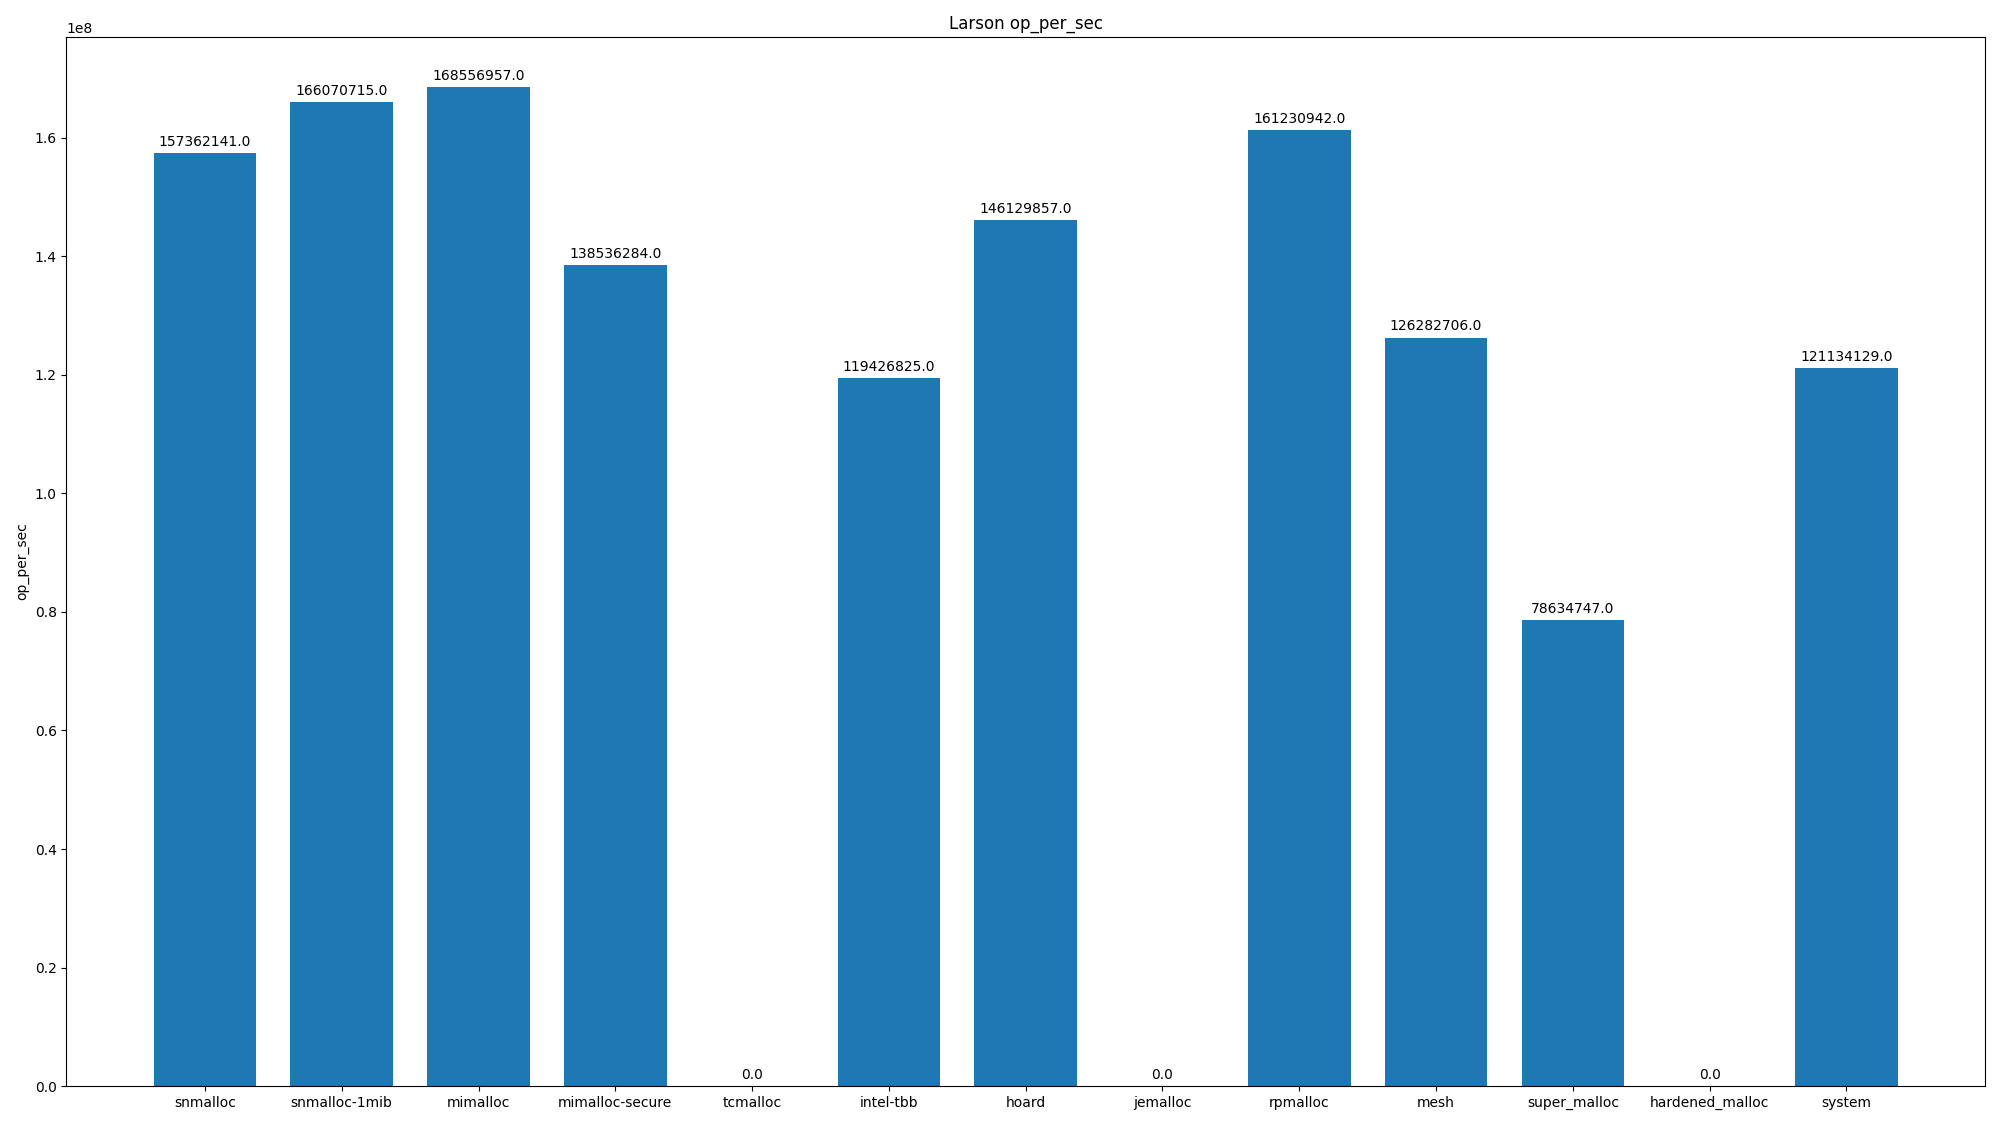 Larson op_per_sec
1e8
168556957.0
166070715.0
161230942.0
157362141.0
146129857.0
138536284.0
126282706.0
121134129.0
119426825.0
78634747.0
0.0
0.0
0.0
1.6
1.4
1.2
1.0
0.8
0.6
0.4
0.2
0.0
op_per_sec
snmalloc
snmalloc-1mib
mimalloc
mimalloc-secure
tcmalloc
intel-tbb
hoard
jemalloc
rpmalloc
mesh
super_malloc
hardened_malloc
system